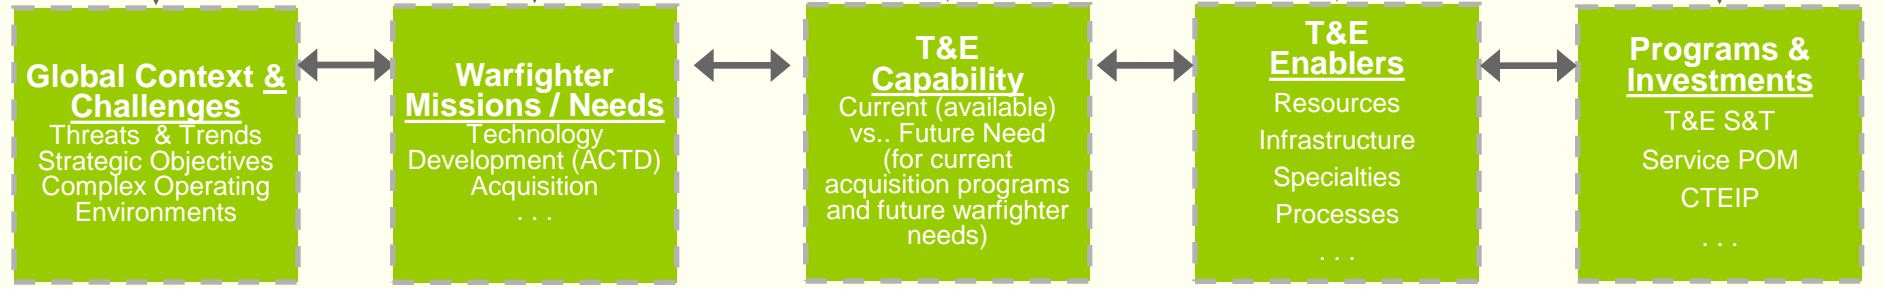 Global Context &
Challenges
Threats & Trends
Strategic Objectives
Complex Operating
Environments
Warfighter
Missions / Needs
Technology
Development (ACTD)
Acquisition
. . .
T&E
Capability
Current (available)
vs.. Future Need
(for current
acquisition programs
and future warfighter
needs)
T&E
Enablers
Resources
Infrastructure
Specialties
Processes
. . .
Programs &
Investments
T&E S&T
Service POM
CTEIP
. . .